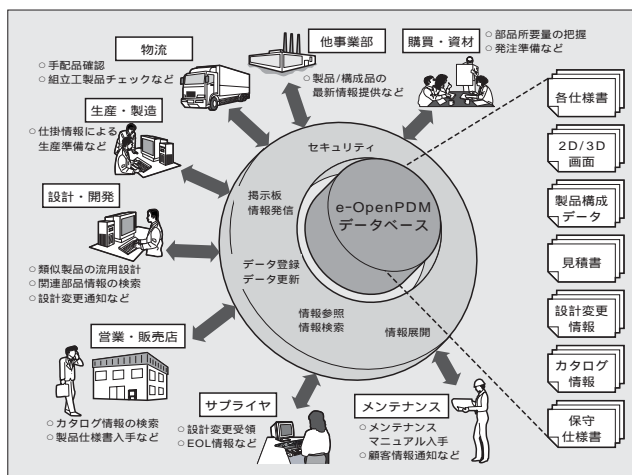 物流
○ 手配品確認
○ 組立工製品チェックなど
他事業部
○ 製品/構成品の
最新情報提供など
購買・資材
○ 部品所要量の把握
○ 発注準備など
生産・製造
○ 仕掛情報による
生産準備など
設計・開発
○ 類似製品の流用設計
○ 関連部品情報の検索
○ 設計変更通知など
営業・販売店
○ カタログ情報の検索
○ 製品仕様書入手など
サプライヤ
○ 設計変更受領
○ EOL情報など
メンテナンス
○ メンテナンス
マニュアル入手
○ 顧客情報通知など
セキュリティ
掲示板
情報発信
e-OpenPDM
データベース
データ登録
データ更新
情報参照
情報検索
情報展開
各仕様書
2D/3D
画面
製品構成
データ
見積書
設計変更
情報
カタログ
情報
保守
仕様書